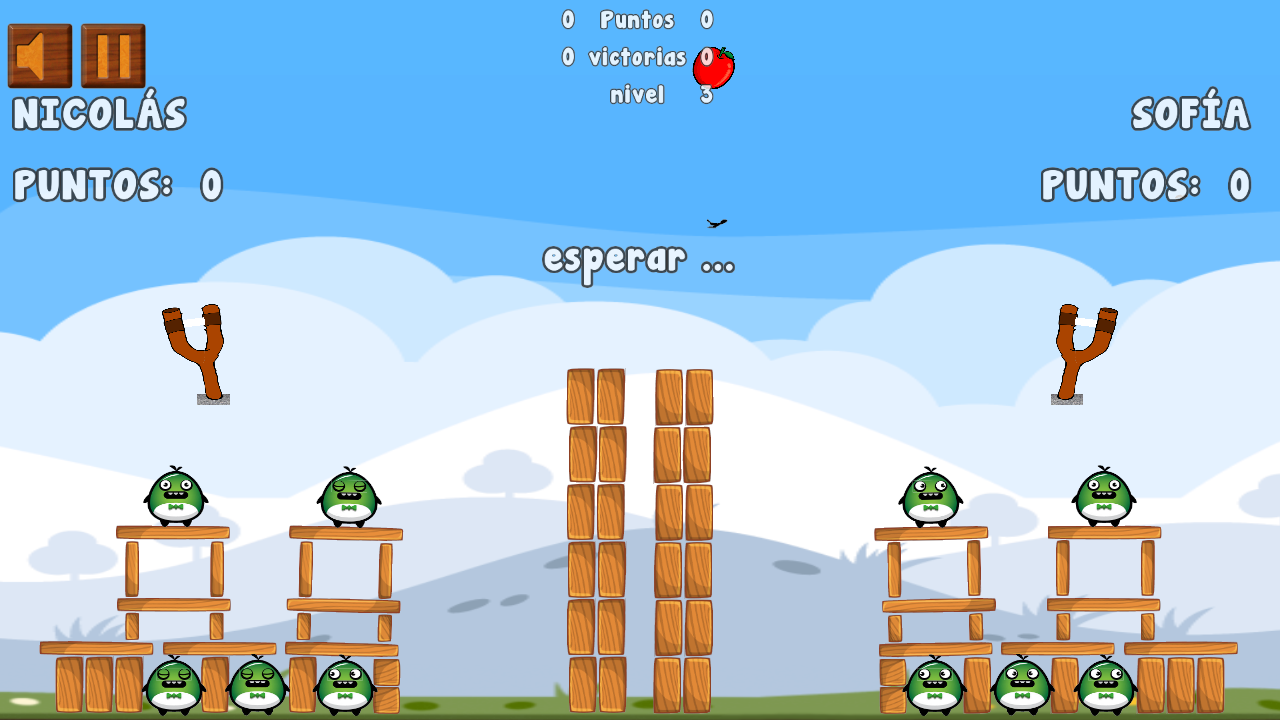 0 Puntos 0
0 victorias 0
nivel 3
NICOLÁS
SOFÍA
PUNTOS: 0
PUNTOS: 0
esperar ...